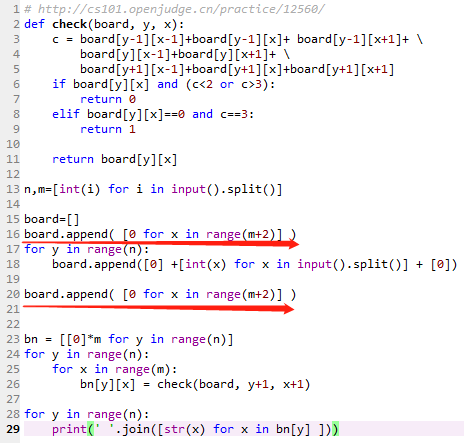 1 # http://cs101.openjudge.cn/practice/12560/
2 def check(board, y, x):
3     c = board[y-1][x-1]+board[y-1][x]+ board[y-1][x+1]+ \
4         board[y][x-1]+board[y][x+1]+ \
5         board[y+1][x-1]+board[y+1][x]+board[y+1][x+1]
6     if board[y][x] and (c<2 or c>3):
7         return 0
8     elif board[y][x]==0 and c==3:
9         return 1
10
11     return board[y][x]
12
13 n,m=[int(i) for i in input().split()]
14
15 board=[]
16 board.append( [0 for x in range(m+2)] )
17 for y in range(n):
18     board.append([0] +[int(x) for x in input().split()] + [0])
19
20 board.append( [0 for x in range(m+2)] )
21
22
23 bn = [[0]*m for y in range(n)]
24 for y in range(n):
25     for x in range(m):
26         bn[y][x] = check(board, y+1, x+1)
27
28 for y in range(n):
29     print(' '.join([str(x) for x in bn[y] ]))